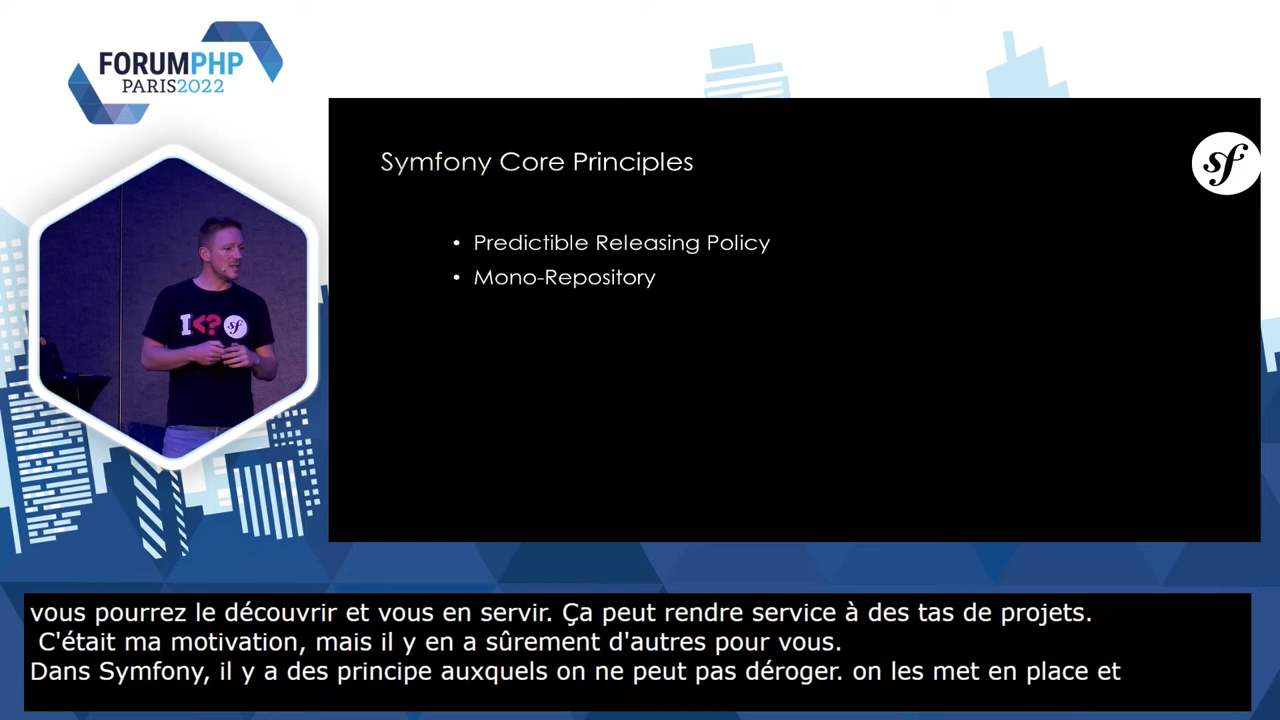 FORUMPHP
PARIS2022
Symfony Core Principles
sf
• Predictible Releasing Policy
• Mono-Repository
I <? sf
vous pourrez le découvrir et vous en servir. Ça peut rendre service à des tas de projets.
C'était ma motivation, mais il y en a sûrement d'autres pour vous.
Dans Symfony, il y a des principe auxquels on ne peut pas déroger. on les met en place et